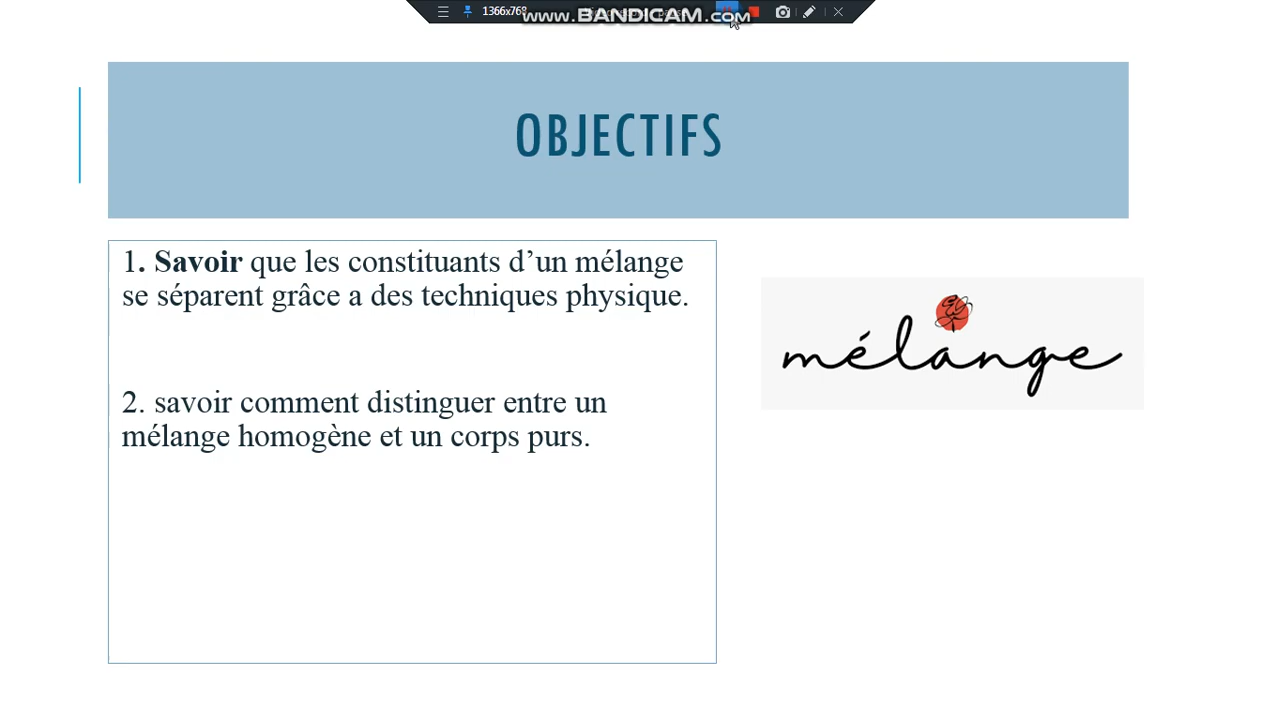 1366x768
www.BANDICAM.com
OBJECTIFS
1. Savoir que les constituants d’un mélange
se séparent grâce a des techniques physique.
2. savoir comment distinguer entre un
mélange homogène et un corps purs.
mélange